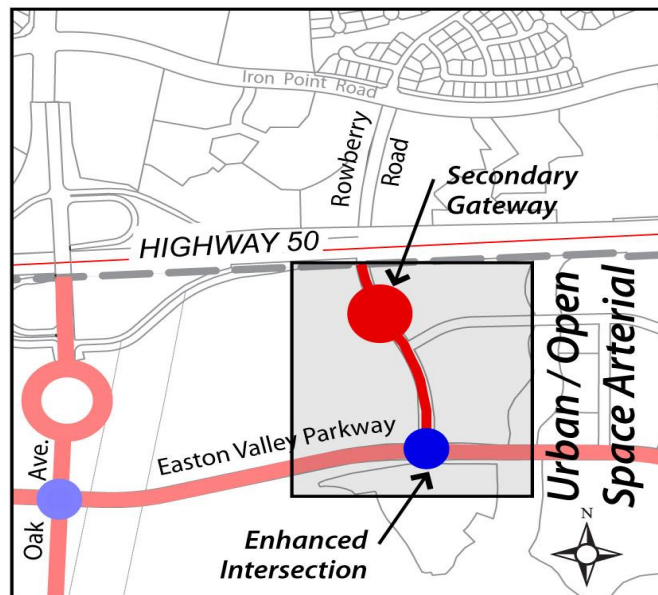 Iron Point Road
Rowberry
Road
Secondary
Gateway
HIGHWAY 50
Urban / Open
Space Arterial
Easton Valley Parkway
Oak Ave.
Enhanced
Intersection
N